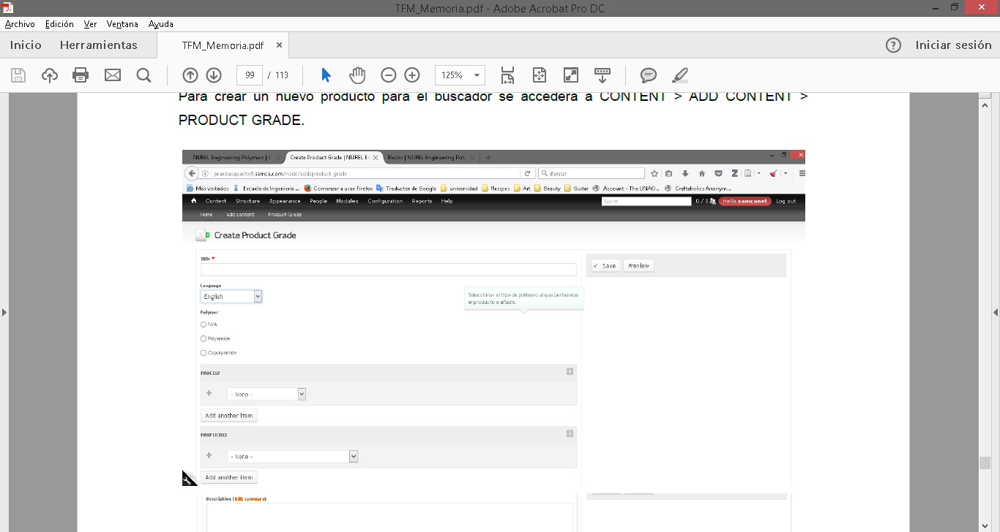 TFM_Memoria.pdf - Adobe Acrobat Pro DC
Archivo Edición Ver Ventana Ayuda
Inicio Herramientas TFM_Memoria.pdf × Iniciar sesión
99 / 113 125%
Para crear un nuevo producto para el buscador se accederá a CONTENT > ADD CONTENT >
PRODUCT GRADE.
NUREL Engineering Polymers | C Create Product Grade | NUREL E Blocks | NUREL Engineering Poly
pruebasapache9.samca.com/node/add/product-grade Buscar
Más visitados Escuela de Ingeniería ... Comenzar a usar Firefox Traductor de Google universidad Recipes Art Beauty Guitar Account - The UNAO... Craftaholics Anonym...
Content Structure Appearance People Modules Configuration Reports Help Search 0 / 0 Hello samcanet Log out
Home Add content Product Grade
Create Product Grade
Title *
Save Preview
Language
English
Seleccionar el tipo de polímero al que pertenece
el producto a añadir.
Polymer
N/A
Polyamide
Copolyamide
PROCESS
- None -
Add another item
PROPERTIES
- None -
Add another item
Description (Edit summary)